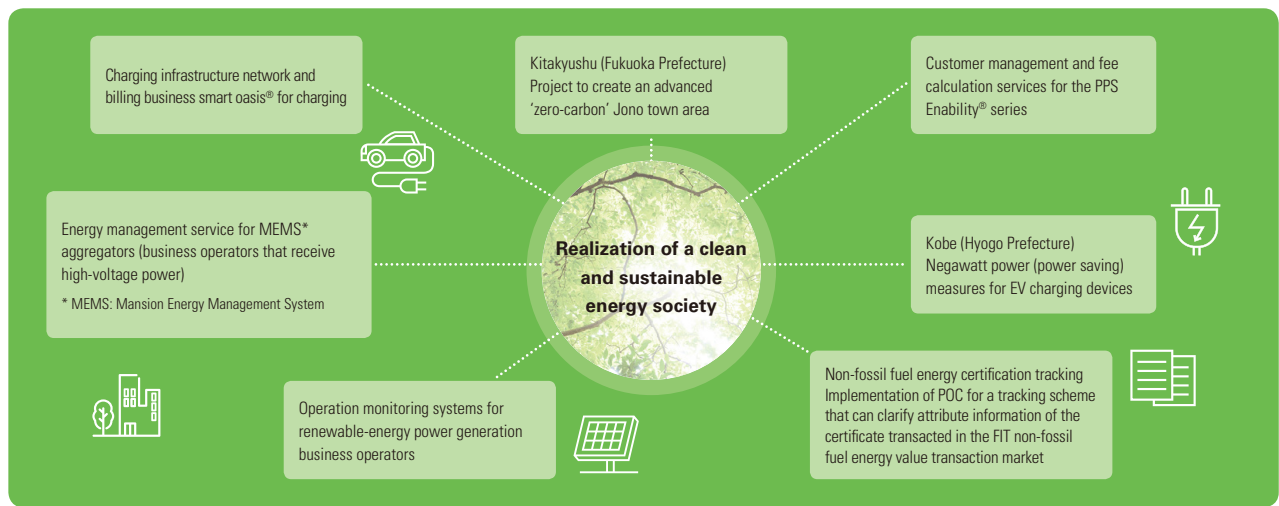 Charging infrastructure network and
billing business smart oasis® for charging
Kitakyushu (Fukuoka Prefecture)
Project to create an advanced
‘zero-carbon’ Jono town area
Customer management and fee
calculation services for the PPS
Enability® series
Energy management service for MEMS*
aggregators (business operators that receive
high-voltage power)
* MEMS: Mansion Energy Management System
Realization of a clean
and sustainable
energy society
Kobe (Hyogo Prefecture)
Negawatt power (power saving)
measures for EV charging devices
Operation monitoring systems for
renewable-energy power generation
business operators
Non-fossil fuel energy certification tracking
Implementation of POC for a tracking scheme
that can clarify attribute information of the
certificate transacted in the FIT non-fossil
fuel energy value transaction market